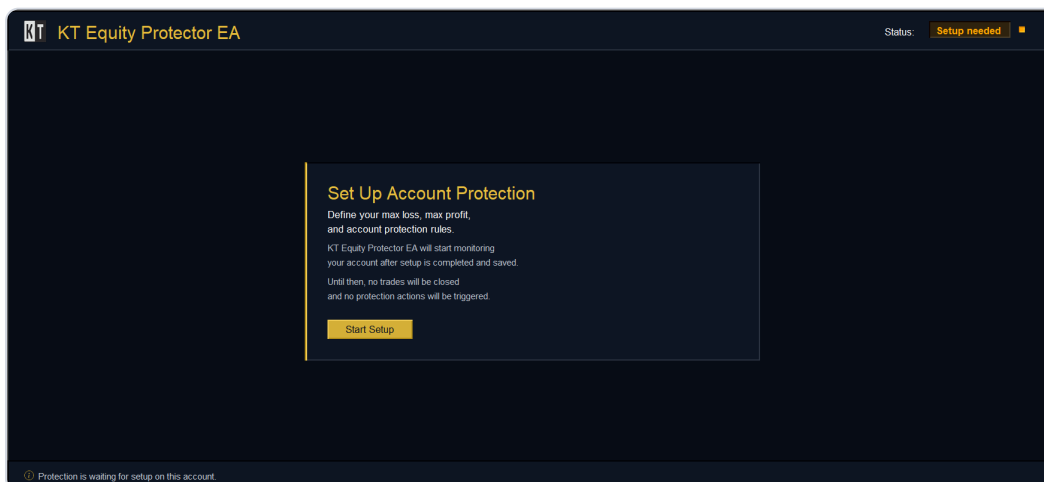 KT KT Equity Protector EA
Status: Setup needed
Set Up Account Protection
Define your max loss, max profit,
and account protection rules.
KT Equity Protector EA will start monitoring
your account after setup is completed and saved.
Until then, no trades will be closed
and no protection actions will be triggered.
Start Setup
Protection is waiting for setup on this account.